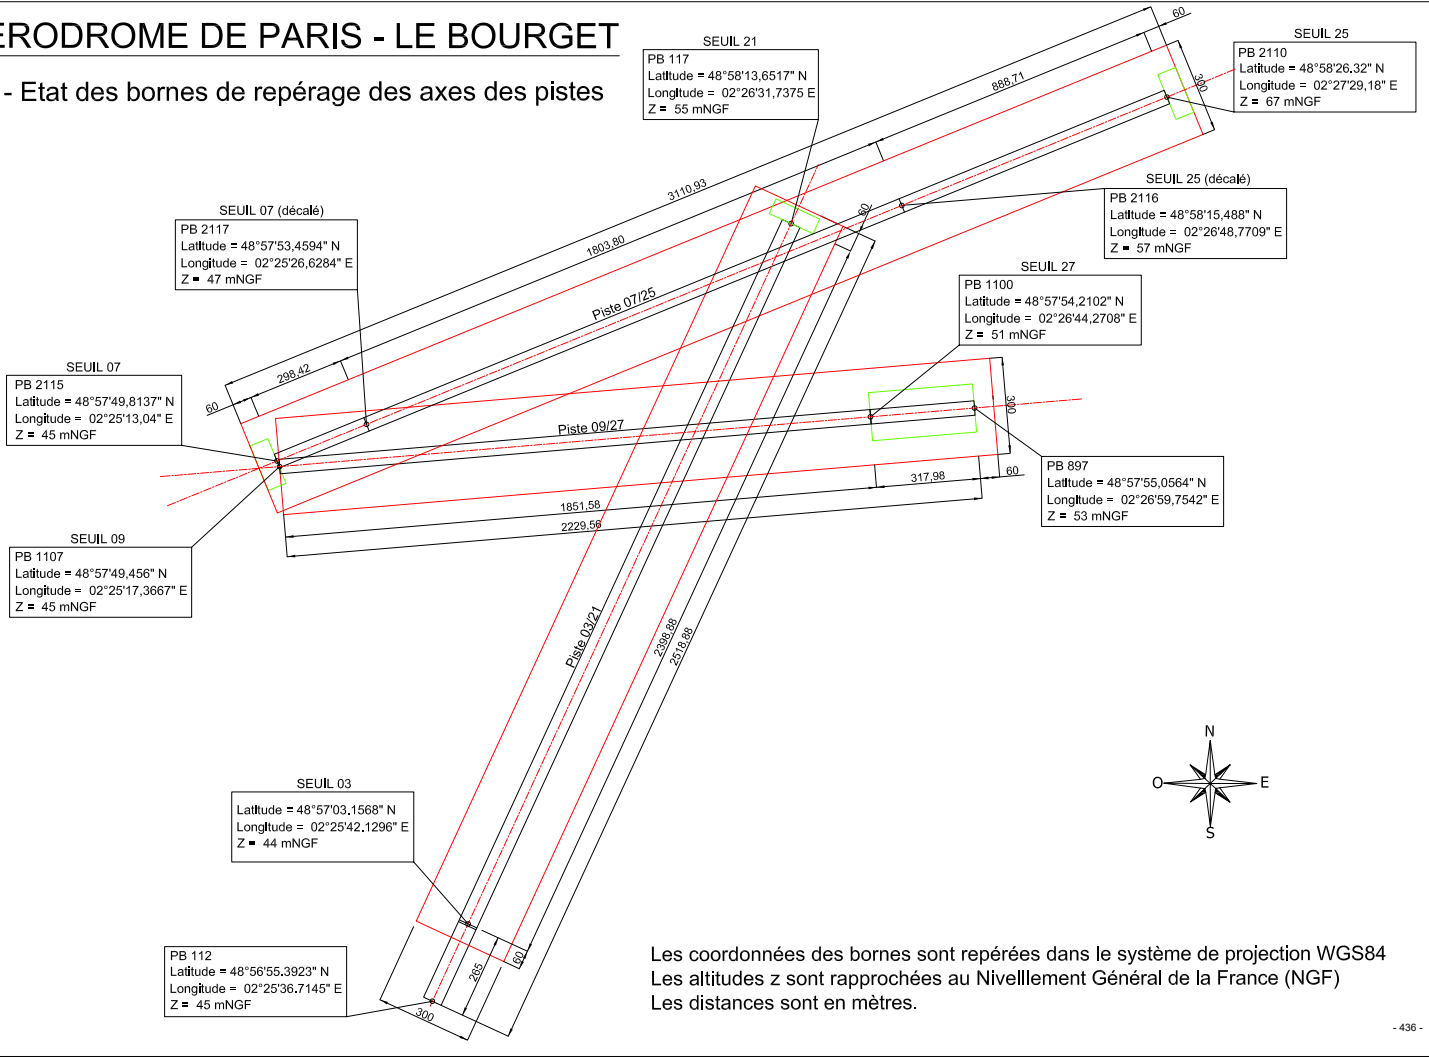 ERODROME DE PARIS - LE BOURGET
- Etat des bornes de repérage des axes des pistes
SEUIL 21
PB 117
Latitude = 48°58'13,6517" N
Longitude = 02°26'31,7375 E
Z = 55 mNGF
SEUIL 25
PB 2110
Latitude = 48°58'26.32" N
Longitude = 02°27'29,18" E
Z = 67 mNGF
60
300
888,71
3110,93
1803,80
60
SEUIL 25 (décalé)
PB 2116
Latitude = 48°58'15,488" N
Longitude = 02°26'48,7709" E
Z = 57 mNGF
SEUIL 07 (décalé)
PB 2117
Latitude = 48°57'53,4594" N
Longitude = 02°25'26,6284" E
Z = 47 mNGF
SEUIL 27
PB 1100
Latitude = 48°57'54,2102" N
Longitude = 02°26'44,2708" E
Z = 51 mNGF
Piste 07/25
298,42
60
SEUIL 07
PB 2115
Latitude = 48°57'49,8137" N
Longitude = 02°25'13,04" E
Z = 45 mNGF
Piste 09/27
300
PB 897
Latitude = 48°57'55,0564" N
Longitude = 02°26'59,7542" E
Z = 53 mNGF
317,98
60
1851,58
2229,56
SEUIL 09
PB 1107
Latitude = 48°57'49,456" N
Longitude = 02°25'17,3667" E
Z = 45 mNGF
Piste 03/21
2398,88
2518,88
N
O
E
S
SEUIL 03
Latitude = 48°57'03,1568" N
Longitude = 02°25'42.1296" E
Z = 44 mNGF
PB 112
Latitude = 48°56'55.3923" N
Longitude = 02°25'36.7145" E
Z = 45 mNGF
265
60
300
Les coordonnées des bornes sont repérées dans le système de projection WGS84
Les altitudes z sont rapprochées au Nivelllement Général de la France (NGF)
Les distances sont en mètres.
- 436 -